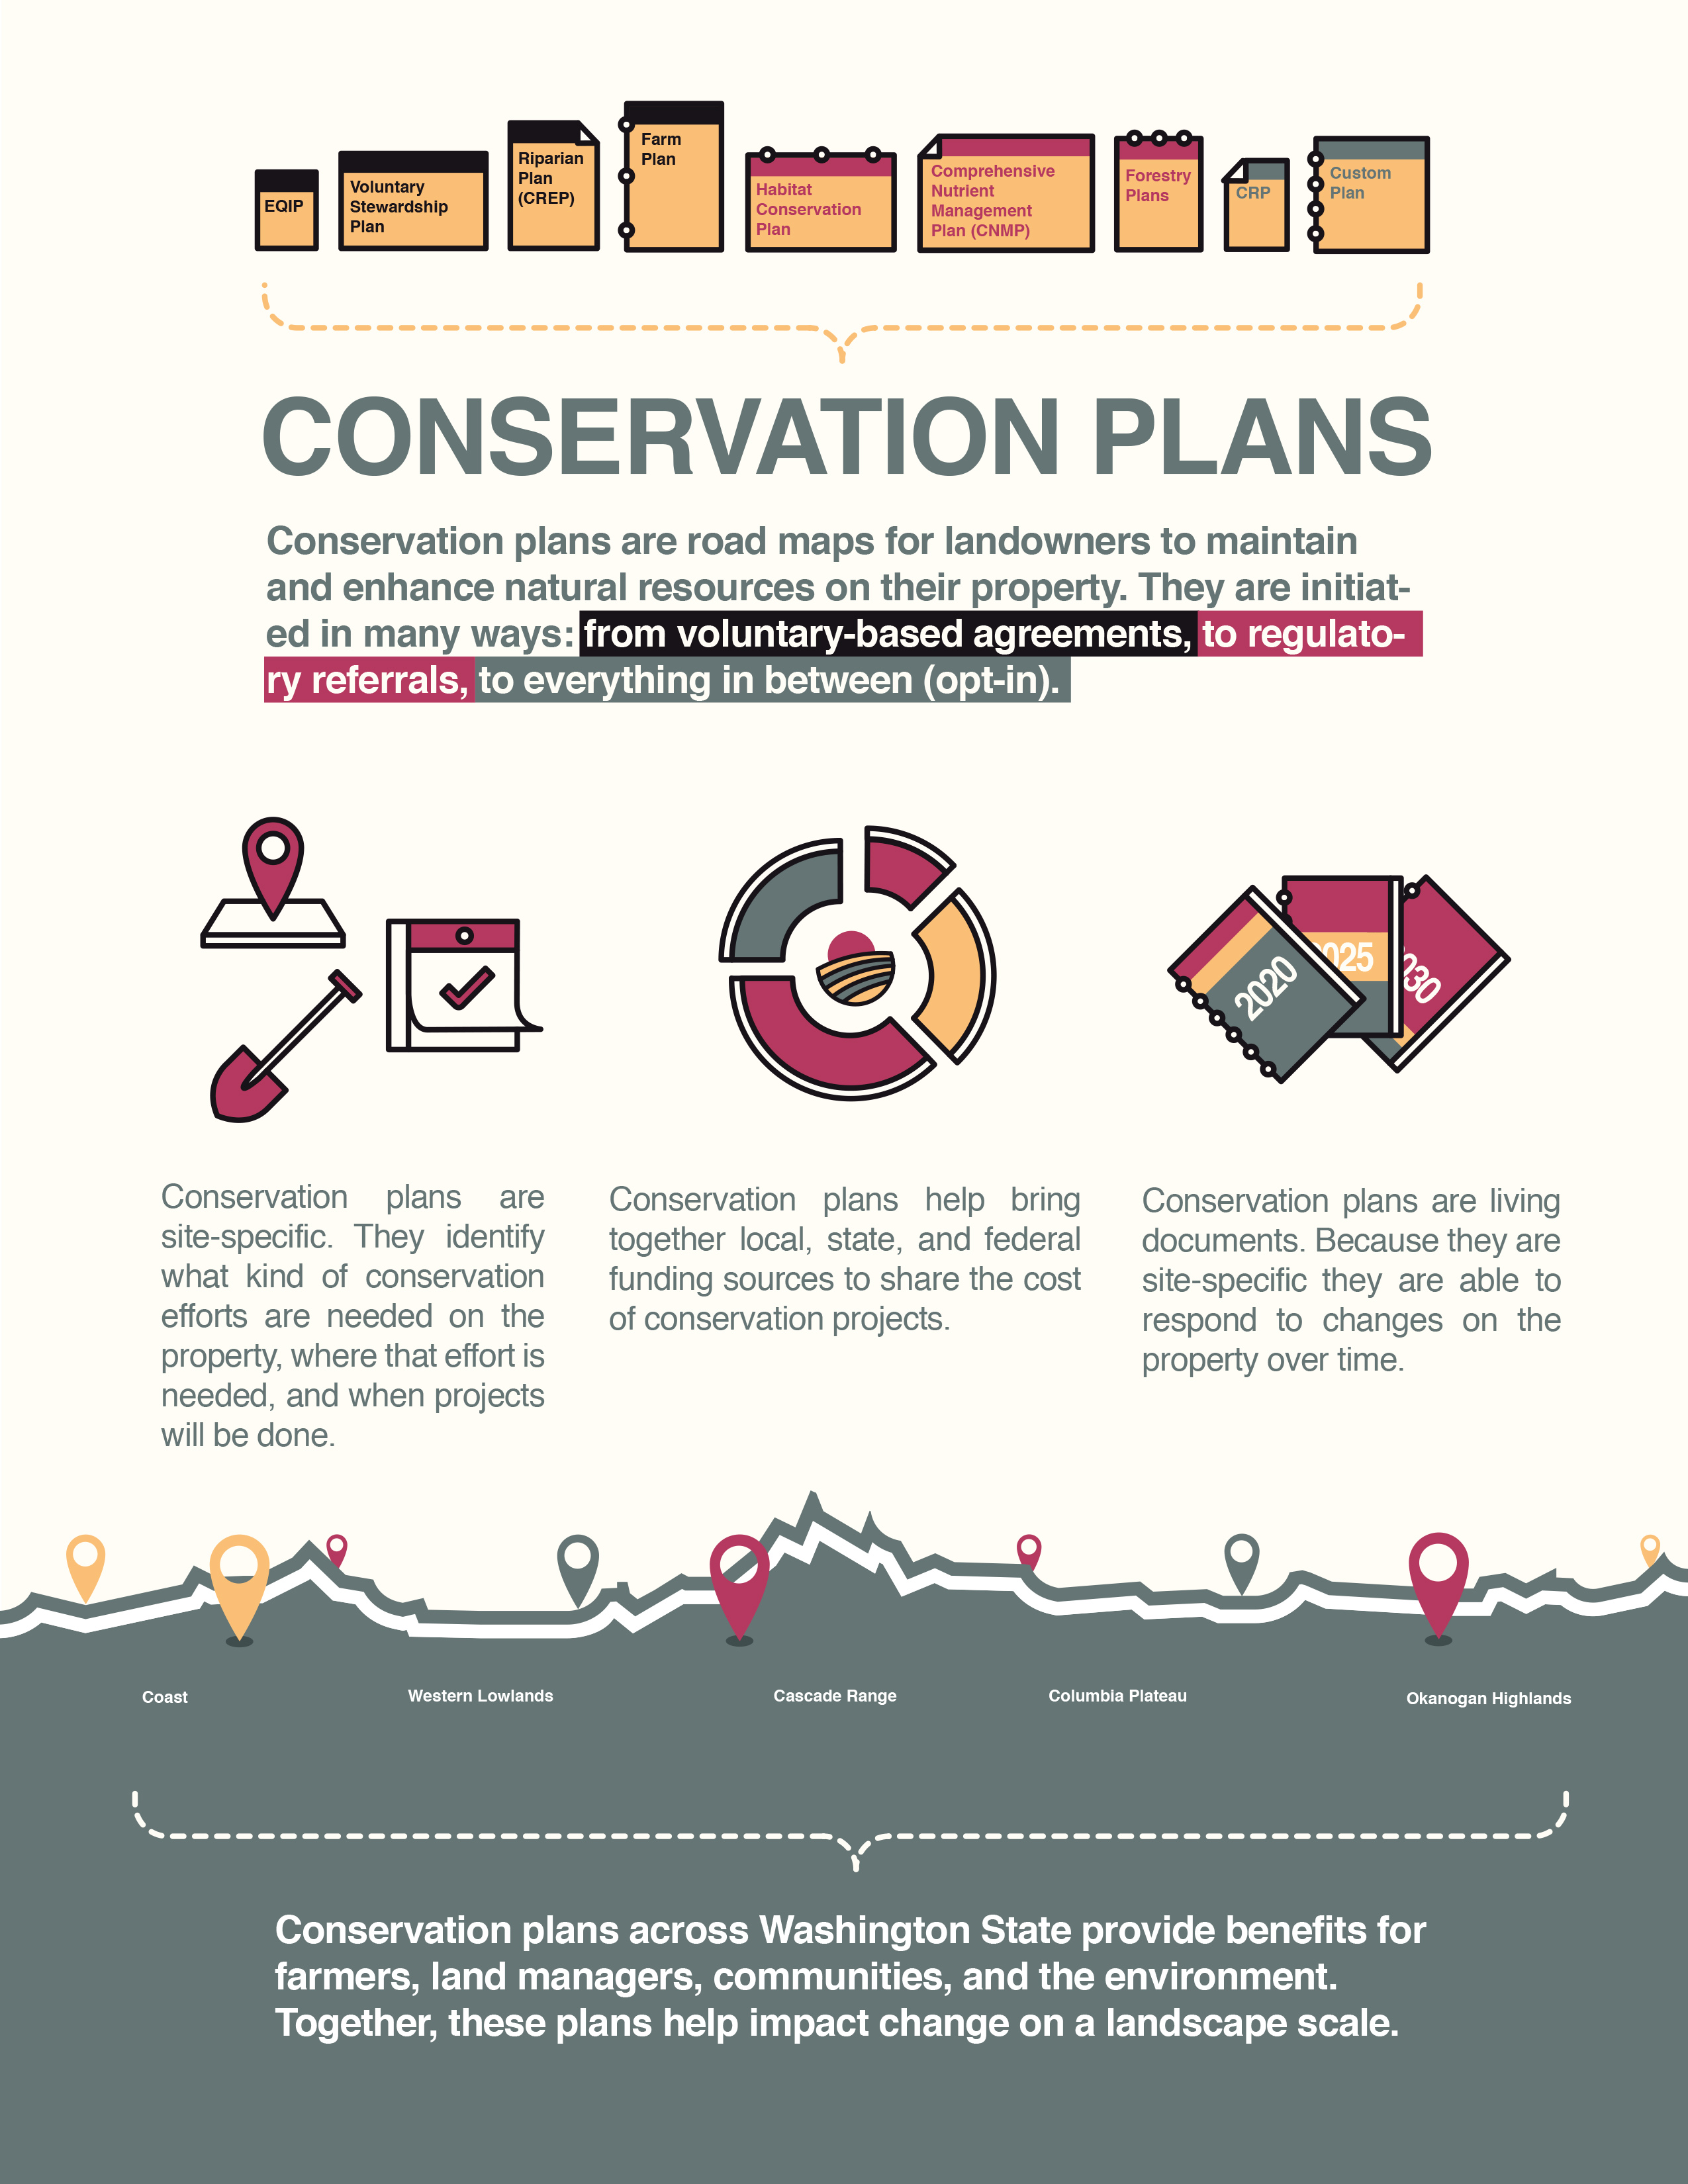 EQIP
Voluntary
Stewardship
Plan
Riparian
Plan
(CREP)
Farm
Plan
Habitat
Conservation
Plan
Comprehensive
Nutrient
Management
Plan (CNMP)
Forestry
Plans
CRP
Custom
Plan
CONSERVATION PLANS
Conservation plans are road maps for landowners to maintain
and enhance natural resources on their property. They are initiat-
ed in many ways: from voluntary-based agreements, to regulato-
ry referrals, to everything in between (opt-in).
2020
025
030
Conservation plans are
site-specific. They identify
what kind of conservation
efforts are needed on the
property, where that effort is
needed, and when projects
will be done.
Conservation plans help bring
together local, state, and federal
funding sources to share the cost
of conservation projects.
Conservation plans are living
documents. Because they are
site-specific they are able to
respond to changes on the
property over time.
Coast
Western Lowlands
Cascade Range
Columbia Plateau
Okanogan Highlands
Conservation plans across Washington State provide benefits for
farmers, land managers, communities, and the environment.
Together, these plans help impact change on a landscape scale.